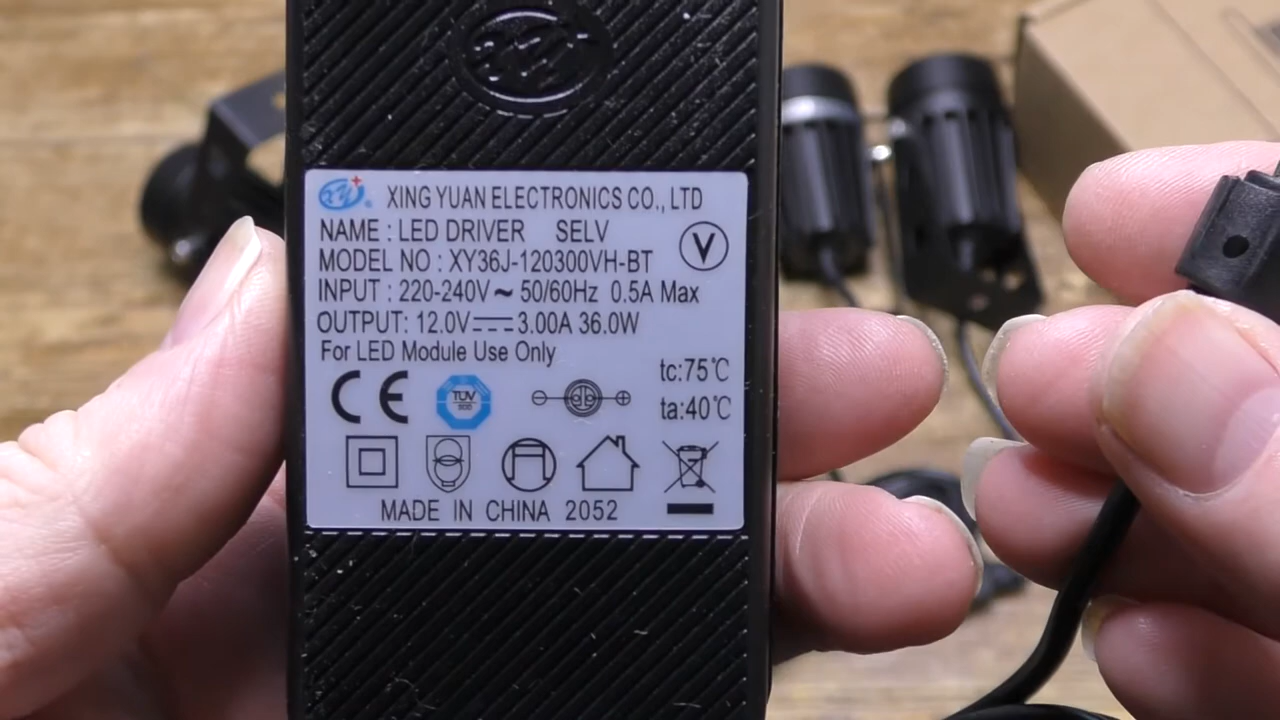 XY ® XING YUAN ELECTRONICS CO., LTD
NAME : LED DRIVER SELV
V
MODEL NO : XY36J-120300VH-BT
INPUT : 220-240V ~ 50/60Hz 0.5A Max
OUTPUT: 12.0V⎓3.00A 36.0W
For LED Module Use Only
tc:75℃
CE TUV
ta:40℃
MADE IN CHINA 2052